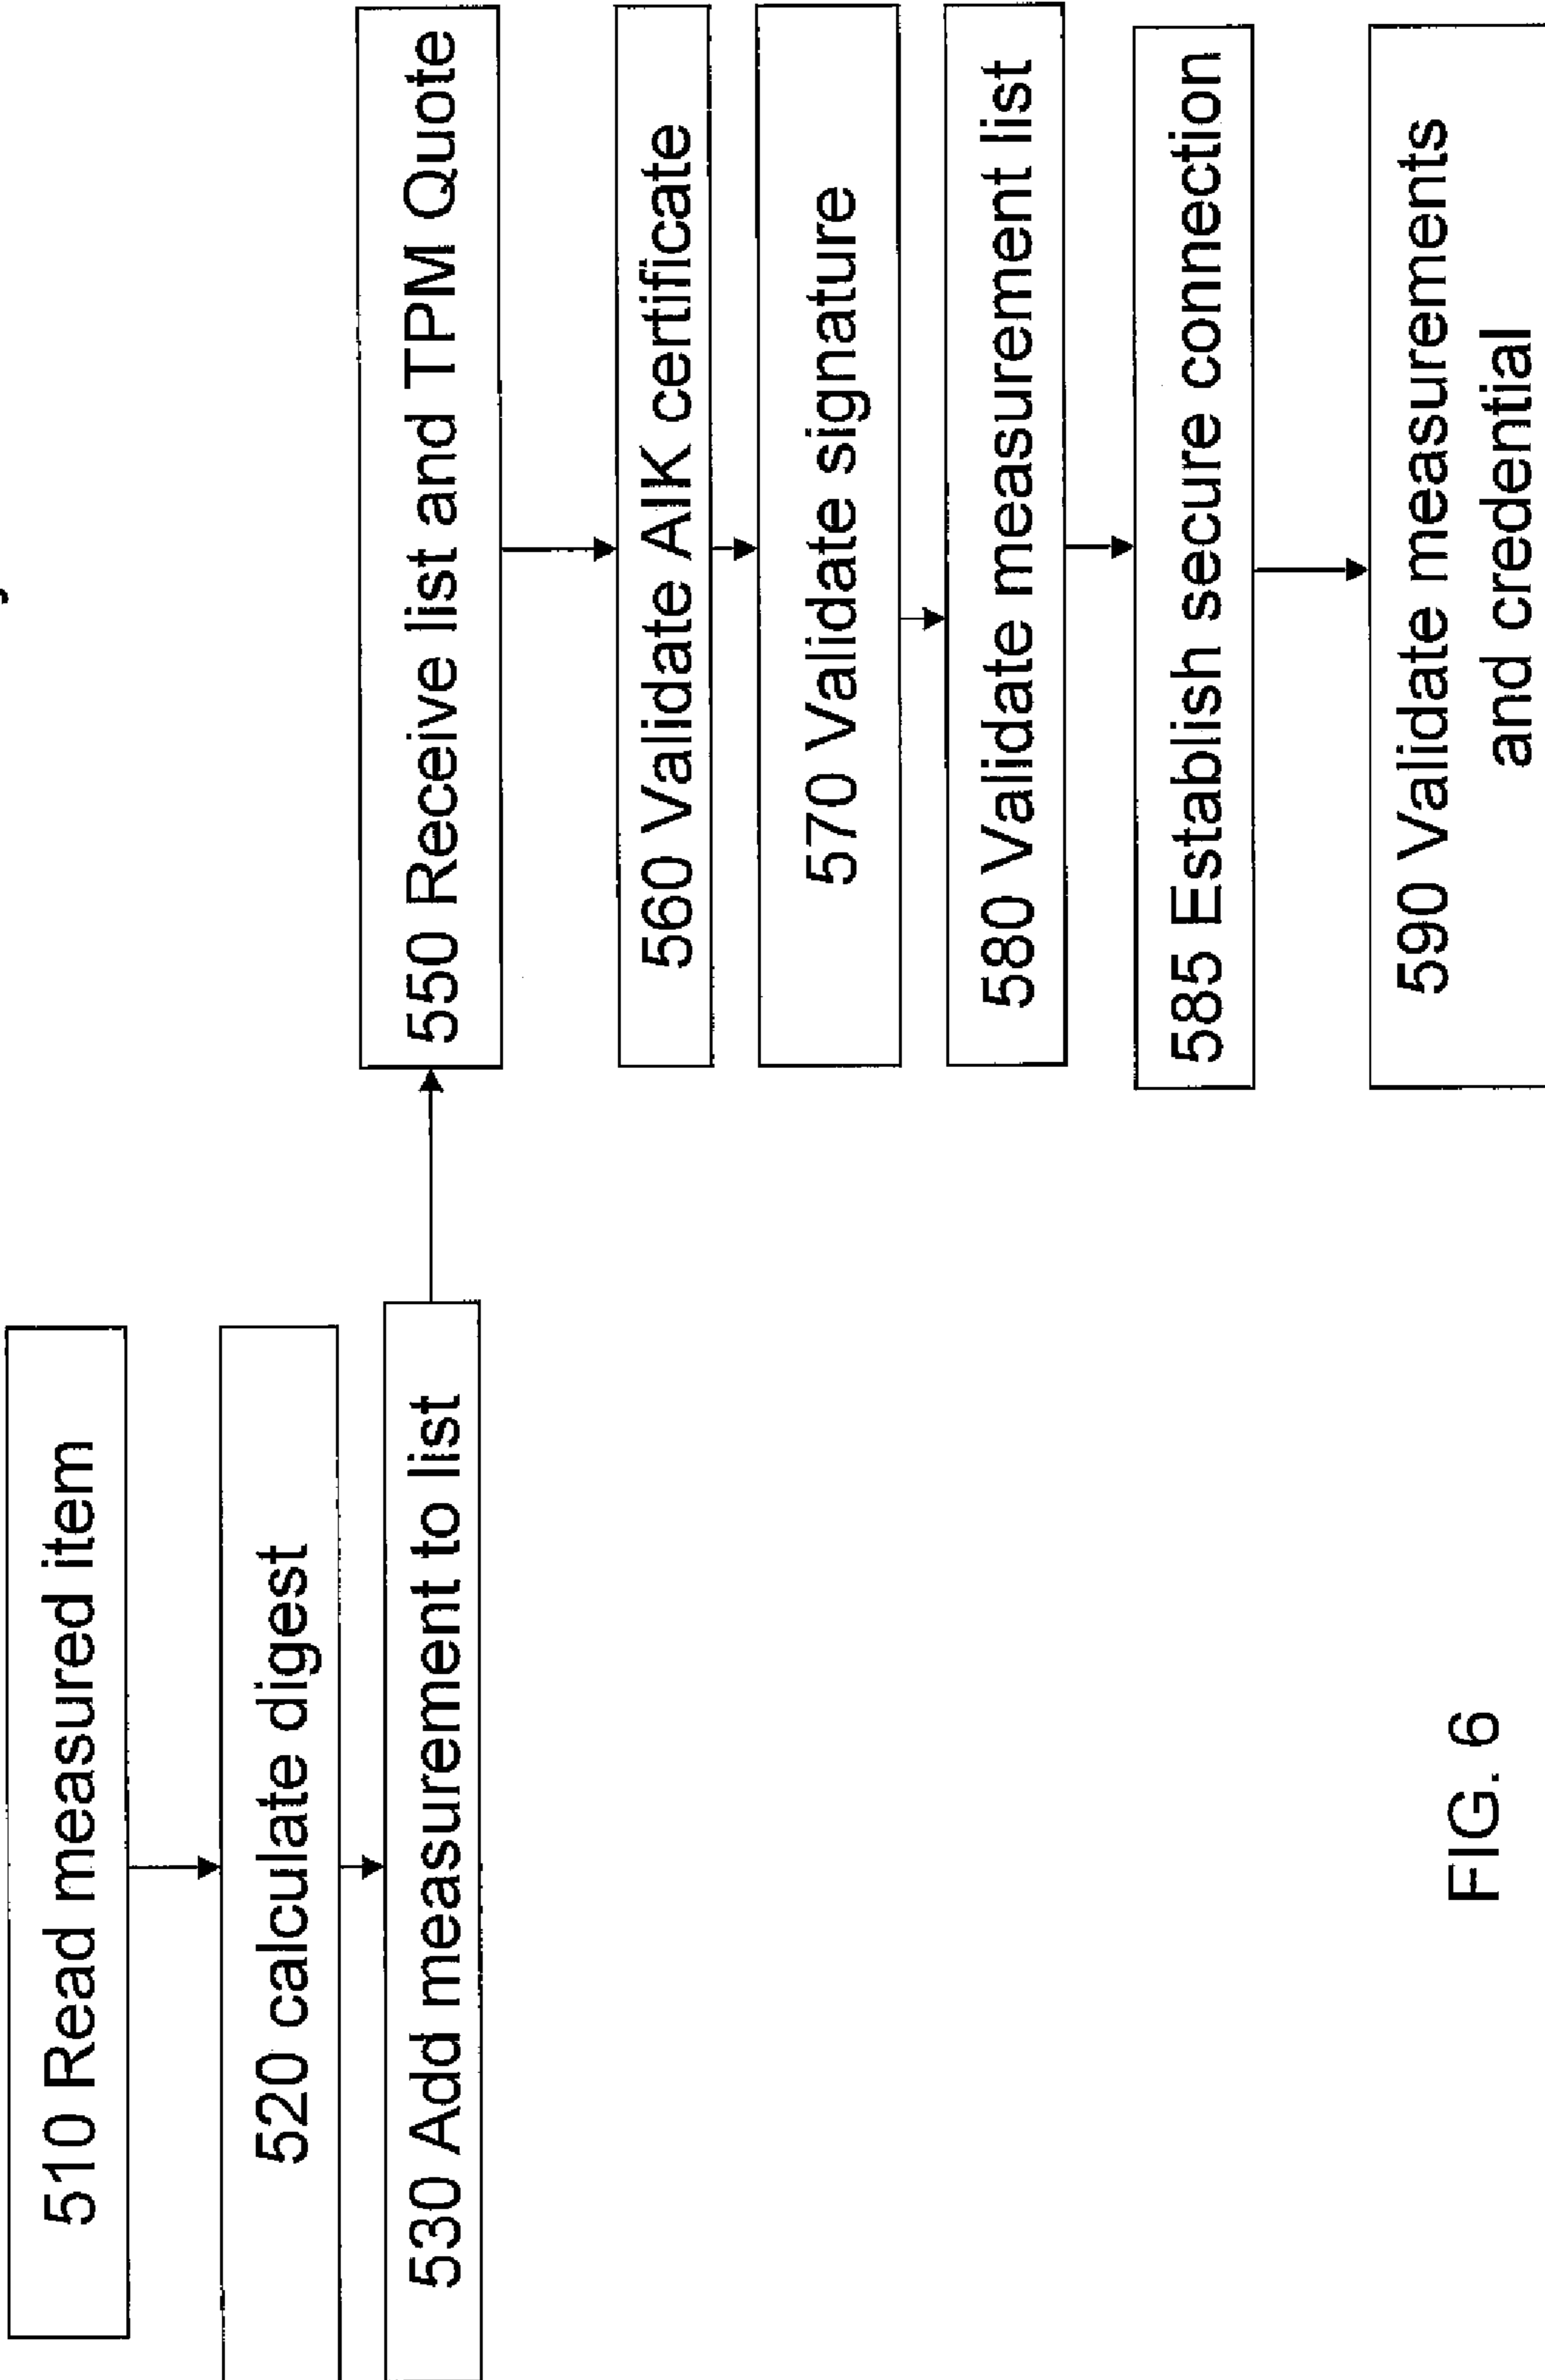 510 Read measured item
520 calculate digest
530 Add measurement to list
550 Receive list and TPM Quote
560 Validate AIK certificate
570 Validate signature
580 Validate measurement list
585 Establish secure connection
590 Validate measurements
and credential
FIG. 6